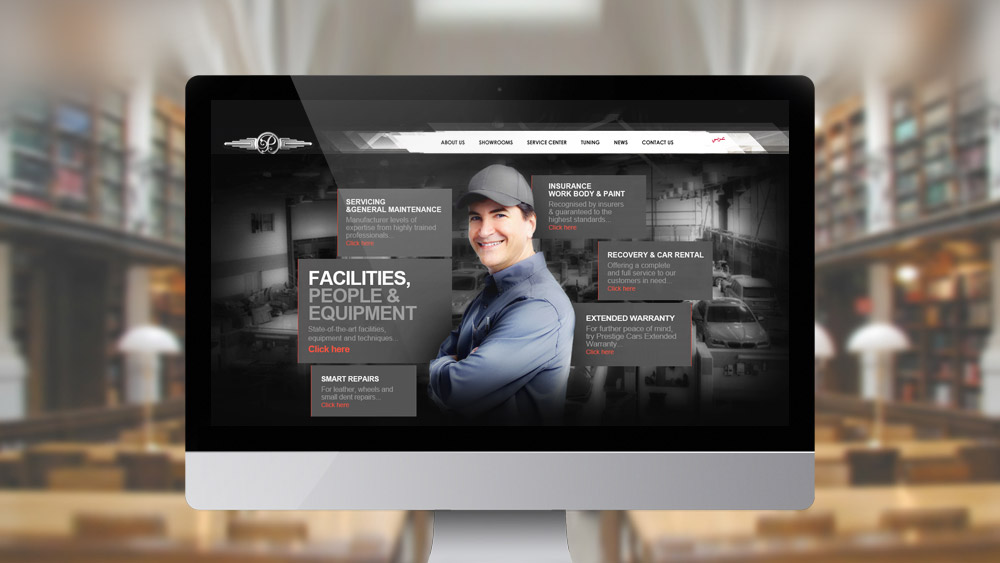 P
ABOUT US SHOWROOMS SERVICE CENTER TUNING NEWS CONTACT US
SERVICING
&GENERAL MAINTENANCE
Manufacturer levels of
expertise from highly trained
professionals...
Click here
FACILITIES,
PEOPLE &
EQUIPMENT
State-of-the-art facilities,
equipment and techniques...
Click here
SMART REPAIRS
For leather, wheels and
small dent repairs...
Click here
INSURANCE
WORK BODY & PAINT
Recognised by insurers
& guaranteed to the
highest standards...
Click here
RECOVERY & CAR RENTAL
Offering a complete
and full service to our
customers in need...
Click here
EXTENDED WARRANTY
For further peace of mind,
try Prestige Cars Extended
Warranty...
Click here